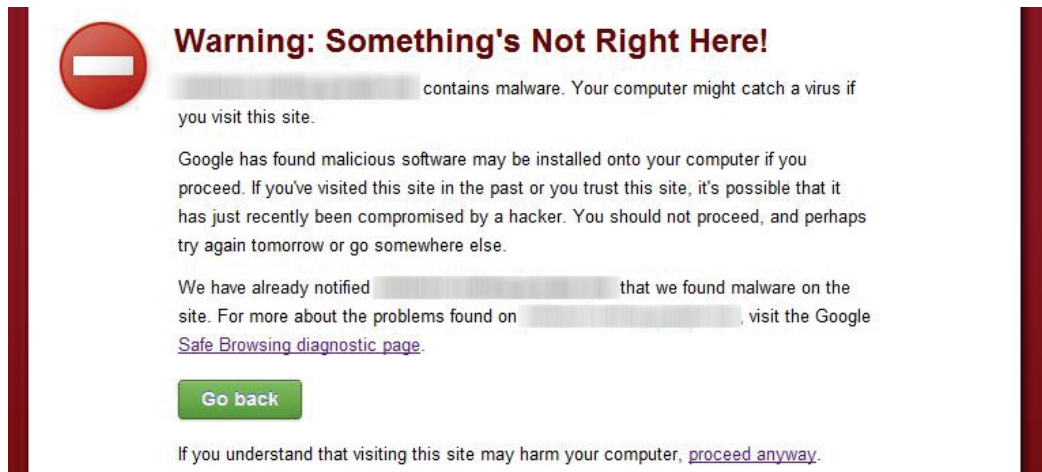 Warning: Something's Not Right Here!
contains malware. Your computer might catch a virus if
you visit this site.
Google has found malicious software may be installed onto your computer if you
proceed. If you've visited this site in the past or you trust this site, it's possible that it
has just recently been compromised by a hacker. You should not proceed, and perhaps
try again tomorrow or go somewhere else.
We have already notified that we found malware on the
site. For more about the problems found on , visit the Google
Safe Browsing diagnostic page.
Go back
If you understand that visiting this site may harm your computer, proceed anyway.